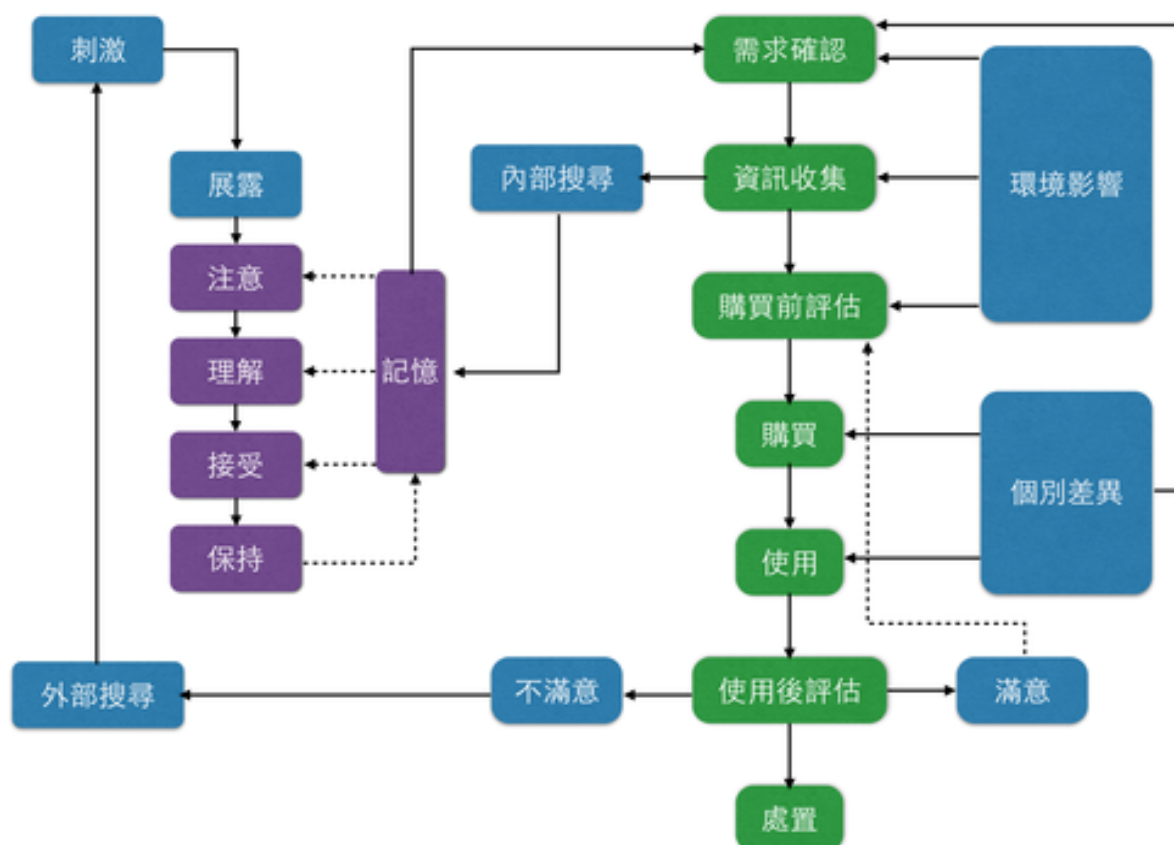 刺激
需求確認
展露
內部搜尋
資訊收集
環境影響
注意
記憶
購買前評估
理解
購買
接受
個別差異
保持
使用
外部搜尋
不滿意
使用後評估
滿意
處置